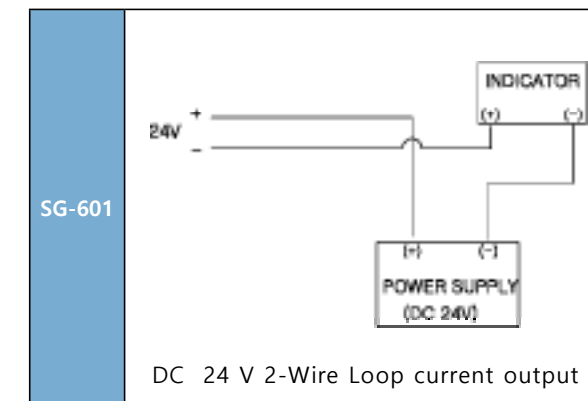 INDICATOR
(+) (-)
+
24V
-
SG-601
(+) (-)
POWER SUPPLY
(DC 24V)
DC 24 V 2-Wire Loop current output